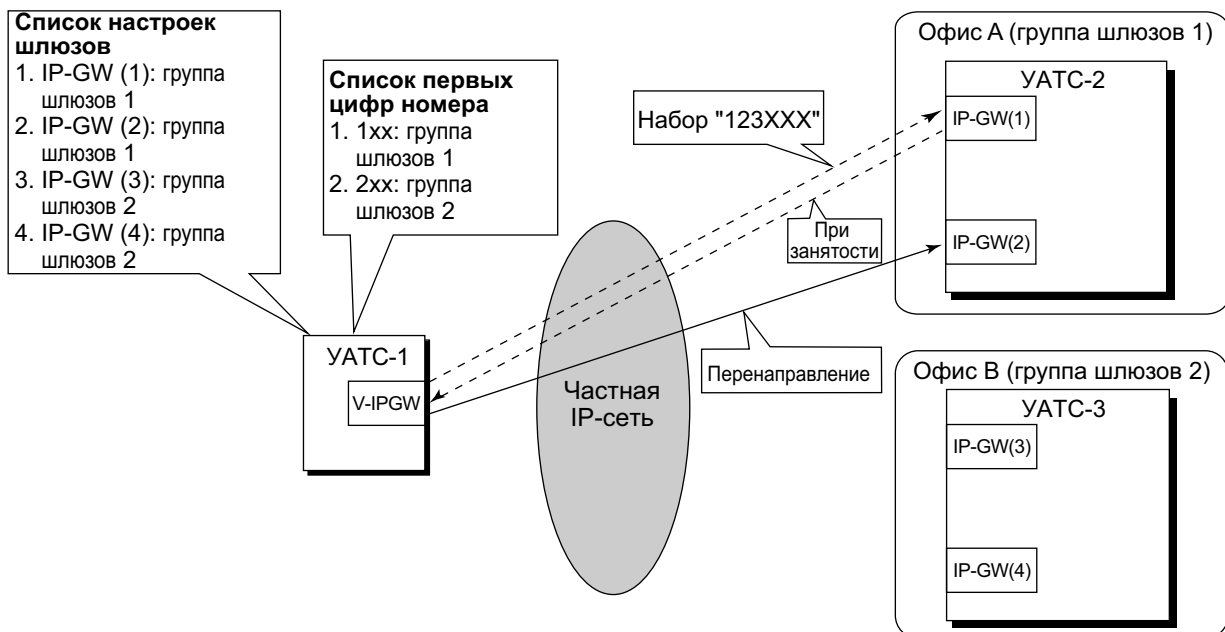 Список настроек
шлюзов
1. IP-GW (1): группа
шлюзов 1
2. IP-GW (2): группа
шлюзов 1
3. IP-GW (3): группа
шлюзов 2
4. IP-GW (4): группа
шлюзов 2
Список первых
цифр номера
1. 1xx: группа
шлюзов 1
2. 2xx: группа
шлюзов 2
Набор "123XXX"
При
занятости
Перенаправление
УАТС-1
V-IPGW
Частная
IP-сеть
Офис A (группа шлюзов 1)
УАТС-2
IP-GW(1)
IP-GW(2)
Офис B (группа шлюзов 2)
УАТС-3
IP-GW(3)
IP-GW(4)